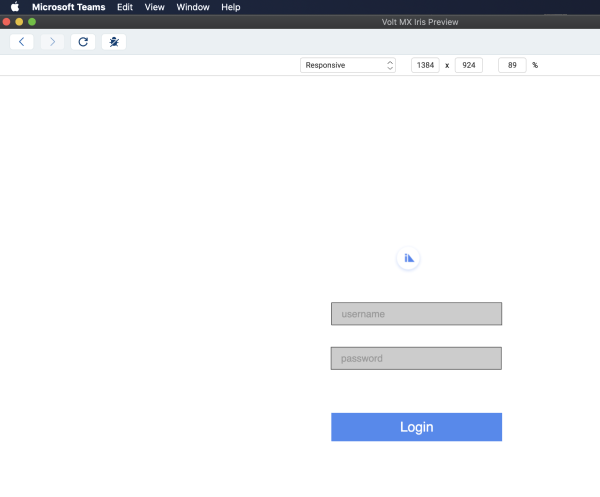 Microsoft Teams Edit View Window Help
Volt MX Iris Preview
Responsive 1384 x 924 89 %
username
password
Login